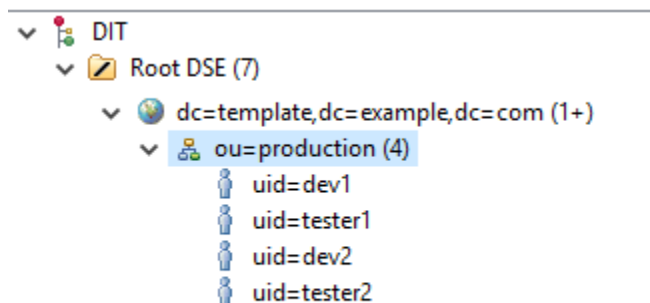 DIT
Root DSE (7)
dc=template,dc=example,dc=com (1+)
ou=production (4)
uid=dev1
uid=tester1
uid=dev2
uid=tester2